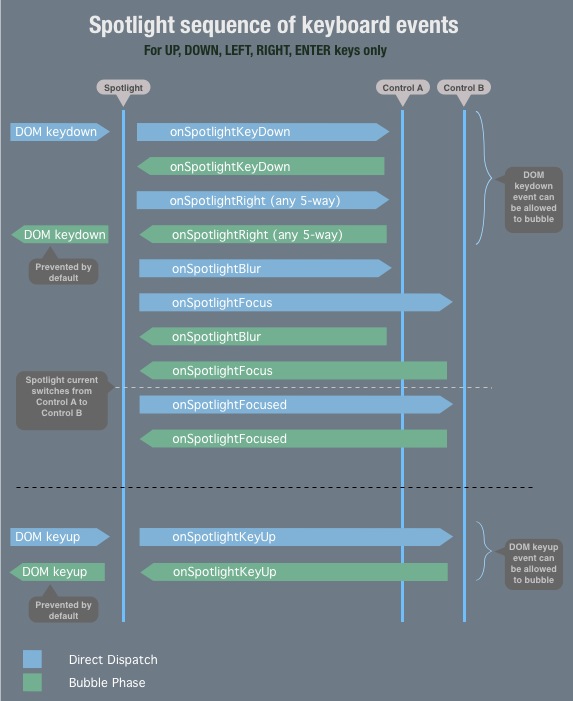 Spotlight sequence of keyboard events
For UP, DOWN, LEFT, RIGHT, ENTER keys only
Spotlight
Control A
Control B
DOM keydown
onSpotlightKeyDown
onSpotlightKeyDown
DOM
keydown
event can
be allowed
to bubble
onSpotlightRight (any 5-way)
DOM keydown
onSpotlightRight (any 5-way)
Prevented by
default
onSpotlightBlur
onSpotlightFocus
onSpotlightBlur
onSpotlightFocus
Spotlight current
switches from
Control A to
Control B
onSpotlightFocused
onSpotlightFocused
DOM keyup
onSpotlightKeyUp
DOM keyup
event can
be allowed
to bubble
DOM keyup
onSpotlightKeyUp
Prevented by
default
Direct Dispatch
Bubble Phase